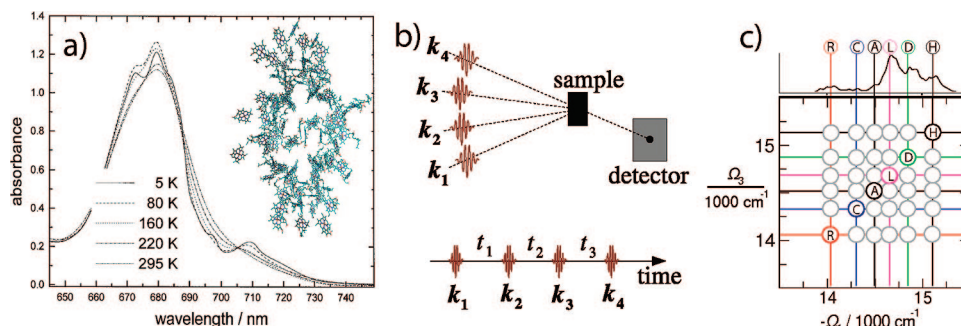 a)
1.4
1.2
1.0
0.8
0.6
0.4
0.2
0.0
absorbance
5 K
80 K
160 K
220 K
295 K
650 660 670 680 690 700 710 720 730 740
wavelength / nm
b)
k4
k3
k2
k1
sample
detector
t1 t2 t3
time
k1 k2 k3 k4
c)
R C A L D H
H
D
L
A
C
R
15
14
Ω3
1000 cm-1
14 15
/ 1000 cm-1